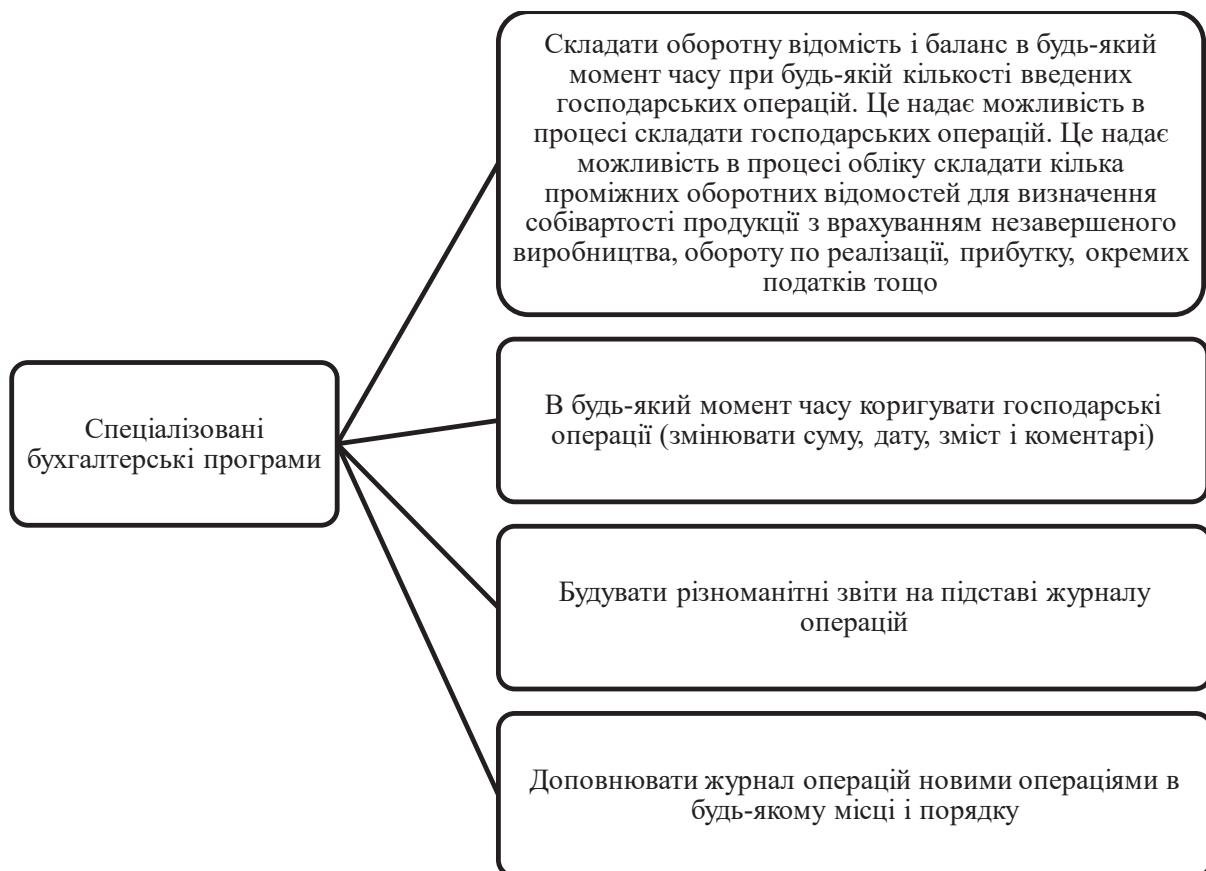 Складати оборотну відомість і баланс в будь-який
момент часу при будь-якій кількості введених
господарських операцій. Це надає можливість в
процесі складати господарських операцій. Це надає
можливість в процесі обліку складати кілька
проміжних оборотних відомостей для визначення
собівартості продукції з врахуванням незавершеного
виробництва, обороту по реалізації, прибутку, окремих
податків тощо
Спеціалізовані
бухгалтерські програми
В будь-який момент часу коригувати господарські
операції (змінювати суму, дату, зміст і коментарі)
Будувати різноманітні звіти на підставі журналу
операцій
Доповнювати журнал операцій новими операціями в
будь-якому місці і порядку